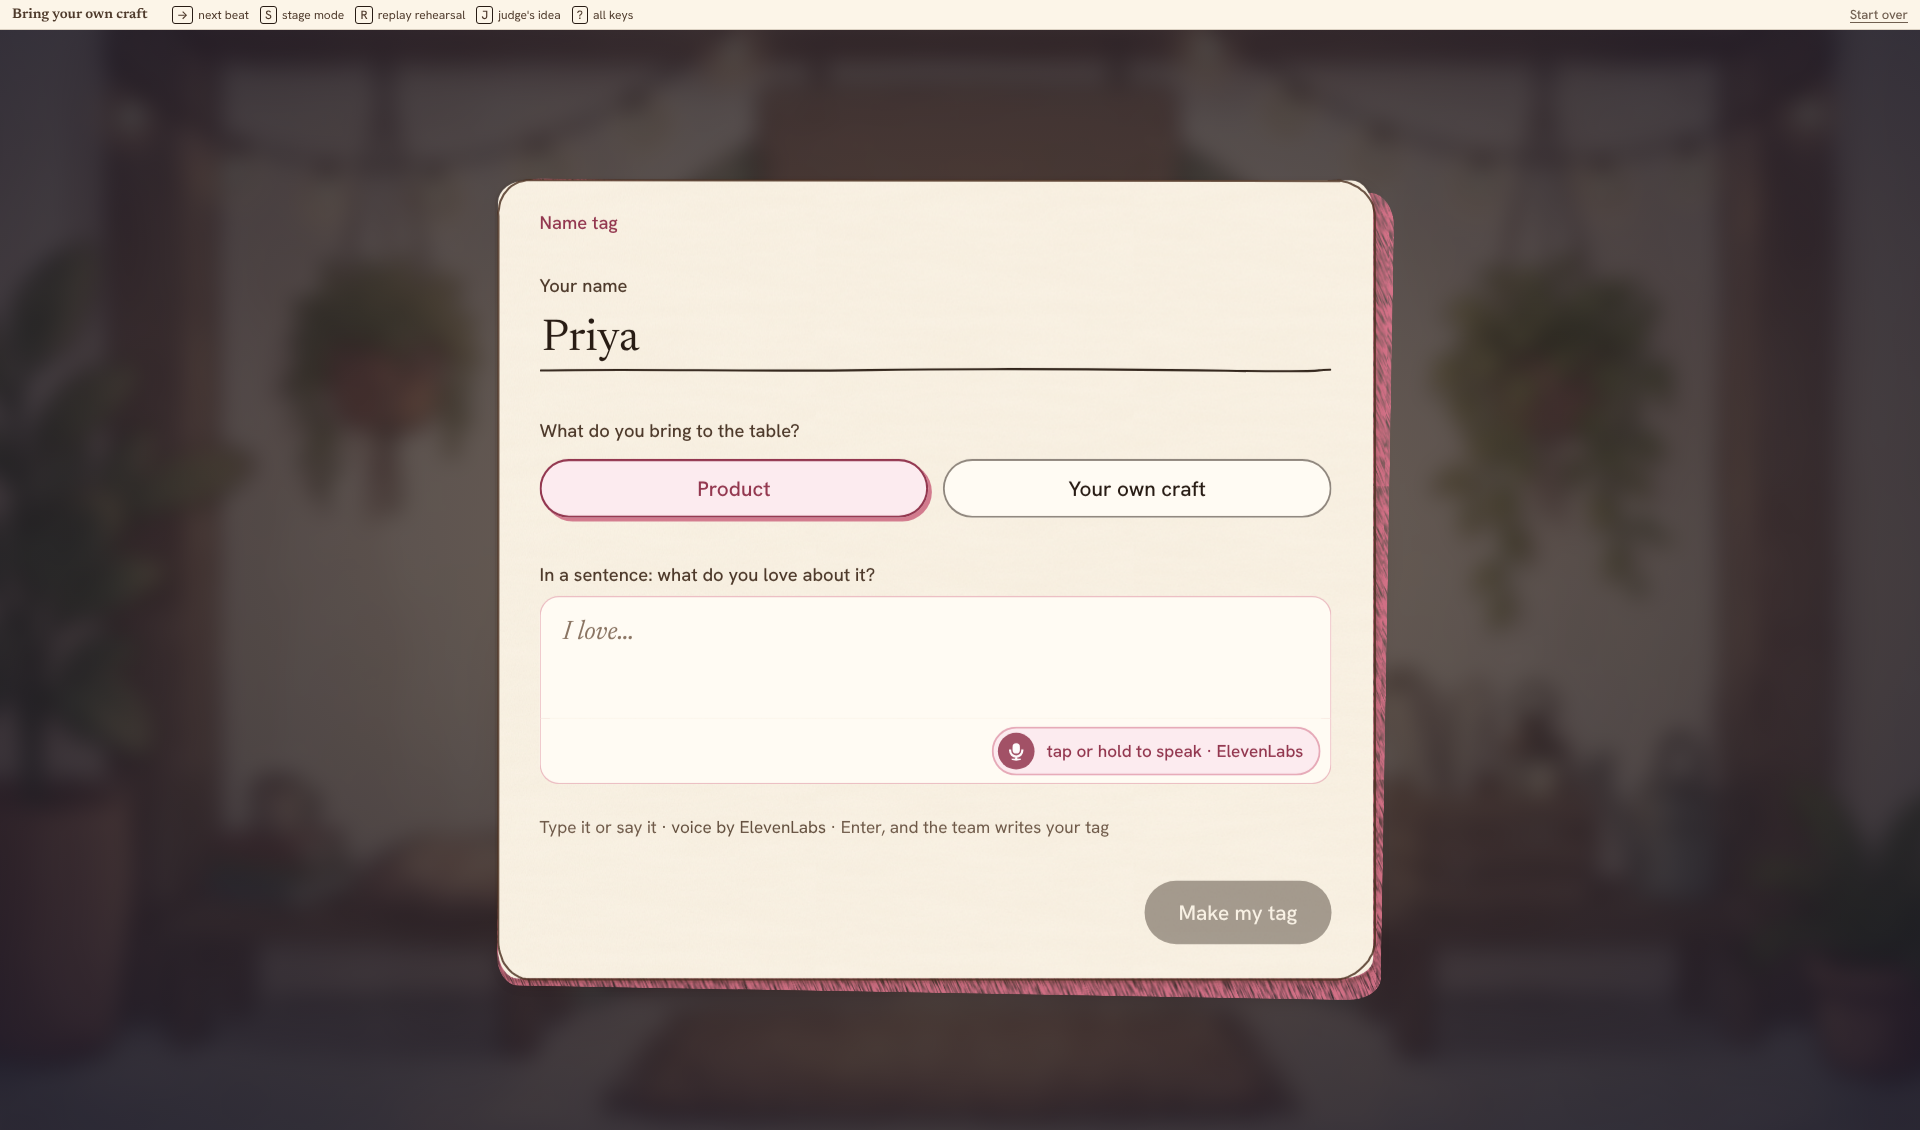 Bring your own craft → next beat S stage mode R replay rehearsal J judge's idea ? all keys Start over
Name tag
Your name
Priya
What do you bring to the table?
Product Your own craft
In a sentence: what do you love about it?
I love...
tap or hold to speak · ElevenLabs
Type it or say it · voice by ElevenLabs · Enter, and the team writes your tag
Make my tag